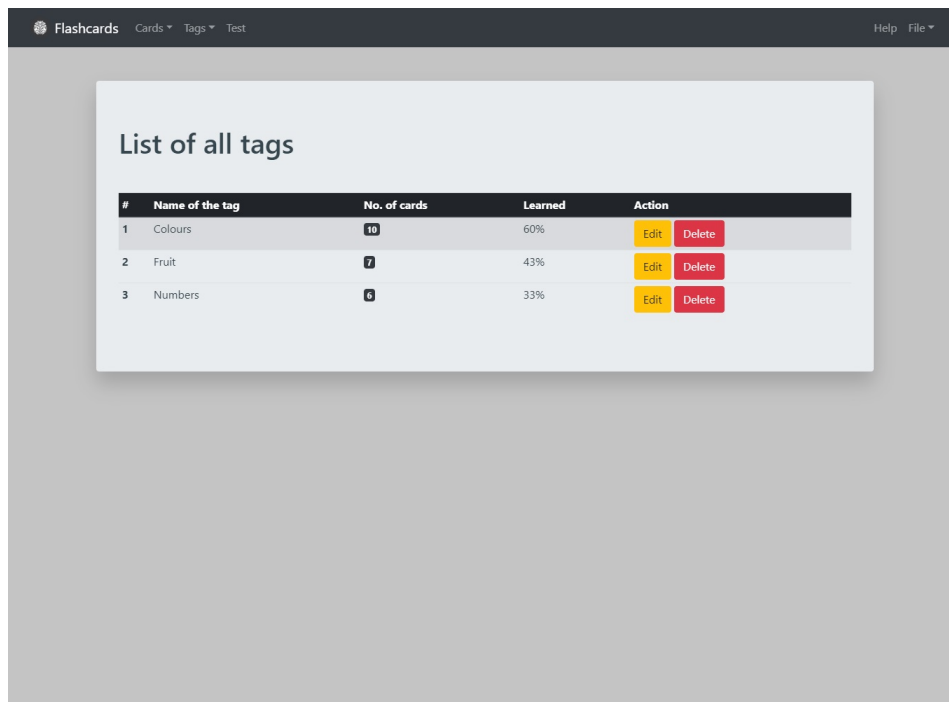 Flashcards Cards Tags Test Help File
List of all tags
# Name of the tag No. of cards Learned Action
1 Colours 10 60% Edit Delete
2 Fruit 7 43% Edit Delete
3 Numbers 6 33% Edit Delete